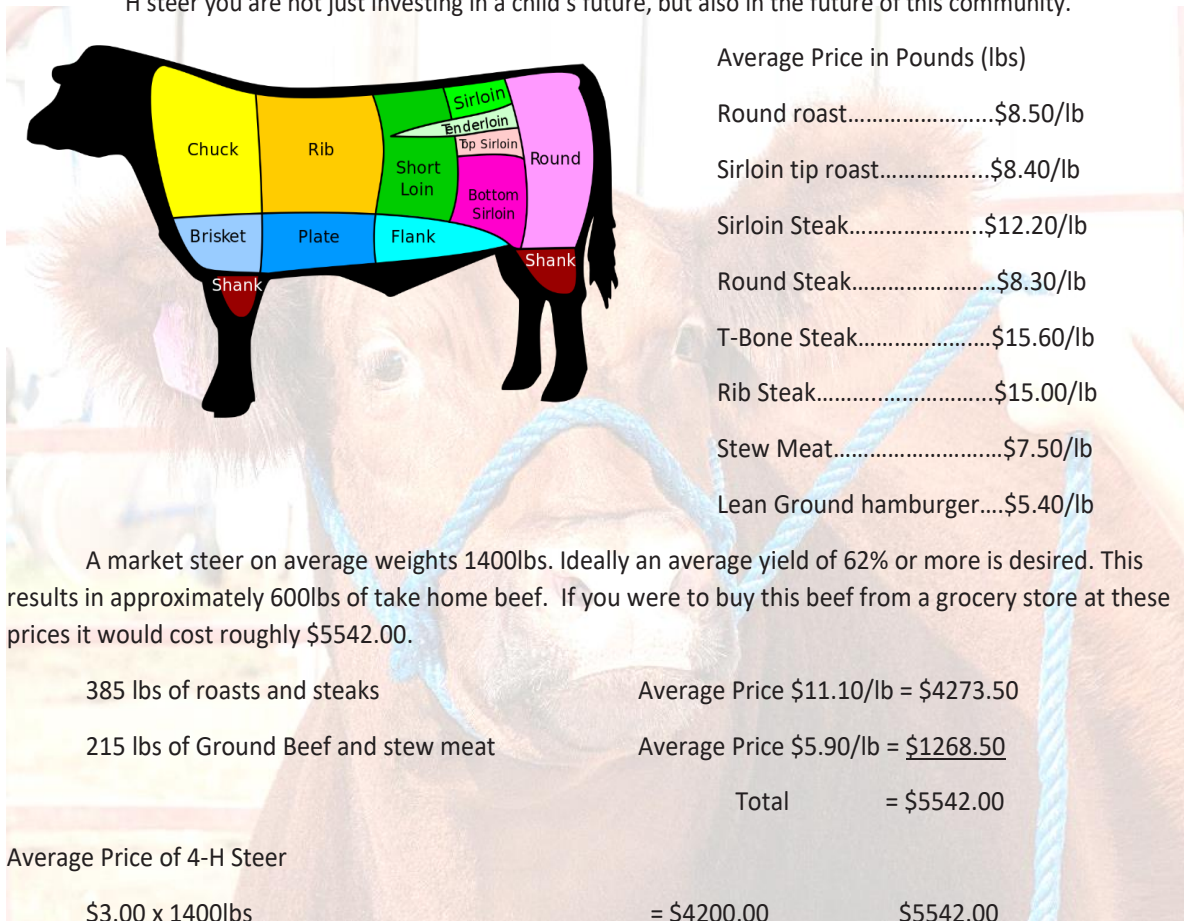 H steer you are not just investing in a child's future, but also in the future of this community.
Chuck
Rib
Short
Loin
Sirloin
Tenderloin
Top Sirloin
Bottom
Sirloin
Round
Brisket
Plate
Flank
Shank
Shank
Average Price in Pounds (lbs)
Round roast……………………..$8.50/lb
Sirloin tip roast……………….$8.40/lb
Sirloin Steak…………………..$12.20/lb
Round Steak…………………….$8.30/lb
T-Bone Steak………………….$15.60/lb
Rib Steak…………………………$15.00/lb
Stew Meat……………………….$7.50/lb
Lean Ground hamburger….$5.40/lb
A market steer on average weights 1400lbs. Ideally an average yield of 62% or more is desired. This
results in approximately 600lbs of take home beef. If you were to buy this beef from a grocery store at these
prices it would cost roughly $5542.00.
385 lbs of roasts and steaks Average Price $11.10/lb = $4273.50
215 lbs of Ground Beef and stew meat Average Price $5.90/lb = $1268.50
Total = $5542.00
Average Price of 4-H Steer
$3.00 x 1400lbs = $4200.00 $5542.00